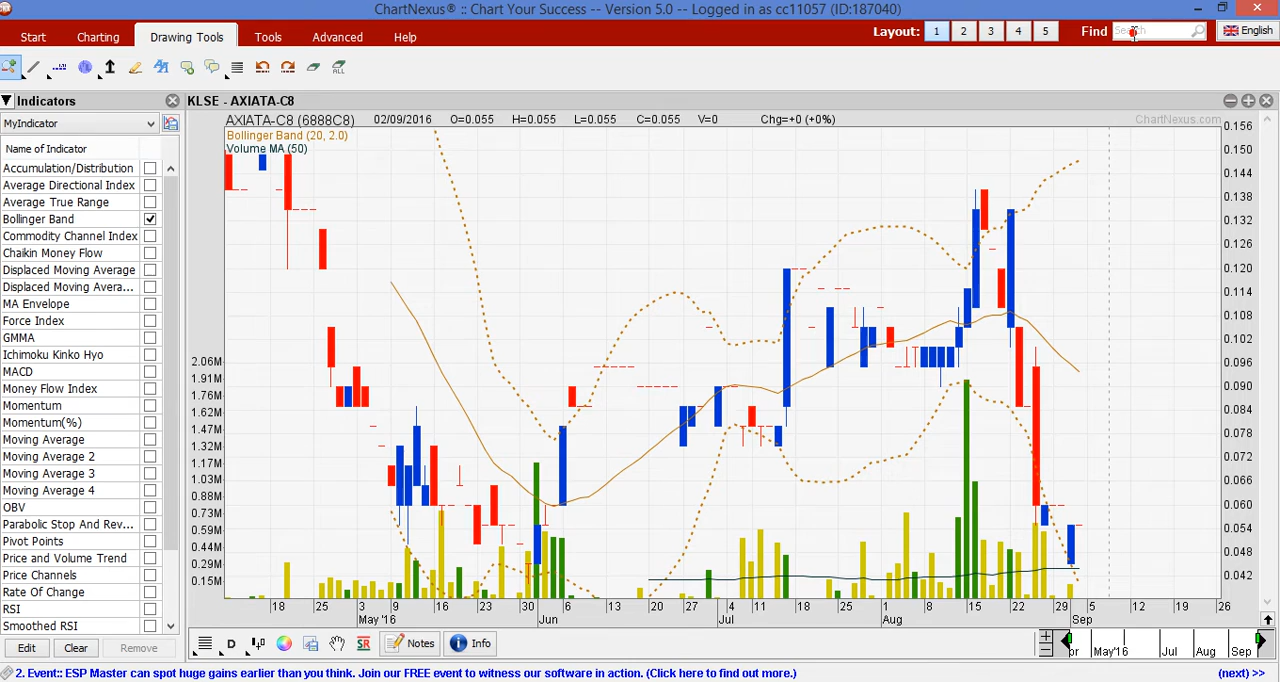 ChartNexus® :: Chart Your Success -- Version 5.0 -- Logged in as cc11057 (ID:187040)
Start Charting Drawing Tools Tools Advanced Help Layout: 1 2 3 4 5 Find Search English
ALL
Indicators
MyIndicator
Name of Indicator
Accumulation/Distribution
Average Directional Index
Average True Range
Bollinger Band
Commodity Channel Index
Chaikin Money Flow
Displaced Moving Average
Displaced Moving Avera...
MA Envelope
Force Index
GMMA
Ichimoku Kinko Hyo
MACD
Money Flow Index
Momentum
Momentum(%)
Moving Average
Moving Average 2
Moving Average 3
Moving Average 4
OBV
Parabolic Stop And Rev...
Pivot Points
Price and Volume Trend
Price Channels
Rate Of Change
RSI
Smoothed RSI
Edit Clear Remove
KLSE - AXIATA-C8
AXIATA-C8 (6888C8) 02/09/2016 O=0.055 H=0.055 L=0.055 C=0.055 V=0 Chg=+0 (+0%) ChartNexus.com
Bollinger Band (20, 2.0)
Volume MA (50)
0.156
0.150
0.144
0.138
0.132
0.126
0.120
0.114
0.108
0.102
0.096
0.090
0.084
0.078
0.072
0.066
0.060
0.054
0.048
0.042
2.06M
1.91M
1.76M
1.62M
1.47M
1.32M
1.17M
1.03M
0.88M
0.73M
0.59M
0.44M
0.29M
0.15M
18 25 3 9 16 23 30 6 13 20 27 4 11 18 25 1 8 15 22 29 5 12 19 26
May'16 Jun Jul Aug Sep
D SR Notes Info
pr May'16 Jul Aug Sep
2. Event:: ESP Master can spot huge gains earlier than you think. Join our FREE event to witness our software in action. (Click here to find out more.) (next) >>